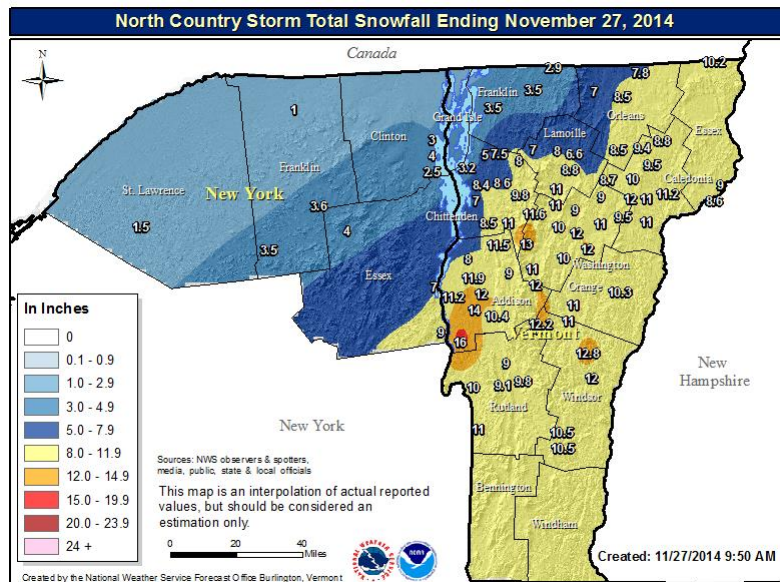 North Country Storm Total Snowfall Ending November 27, 2014
Canada
N
10.2
2.9
7.8
Franklin
3.5
3.5
7
8.5
Orleans
Essex
1
Grand Isle
Clinton
Lamoille
3
4
2.5
3.2
5 7.5
7
8
8 6.6
8.8
8.5 9.4 8.8
9.5
Caledonia
Franklin
St. Lawrence
New York
8.4 8.6
7
9.8
11
11
8.7 10
9
12 11 11.2
9
8.6
3.6
Chittenden
11.6
9
9.5
11
1.5
4
8.5 11
10
12
3.5
11.5
13
12
Essex
8
10
Washington
11.9
9
11
12
Orange
10.3
7
11.2
12
Addison
14
10.4
11
11
12.2
Vermont
9
16
12.8
9
12
10
9.1 9.8
Rutland
Windsor
11
10.5
10.5
Bennington
Windham
New
Hampshire
New York
In Inches
0
0.1 - 0.9
1.0 - 2.9
3.0 - 4.9
5.0 - 7.9
8.0 - 11.9
12.0 - 14.9
15.0 - 19.9
20.0 - 23.9
24 +
Sources: NWS observers & spotters,
media, public, state & local officials
This map is an interpolation of actual reported
values, but should be considered an
estimation only.
0 20 40
Miles
Created: 11/27/2014 9:50 AM
Created by the National Weather Service Forecast Office Burlington, Vermont